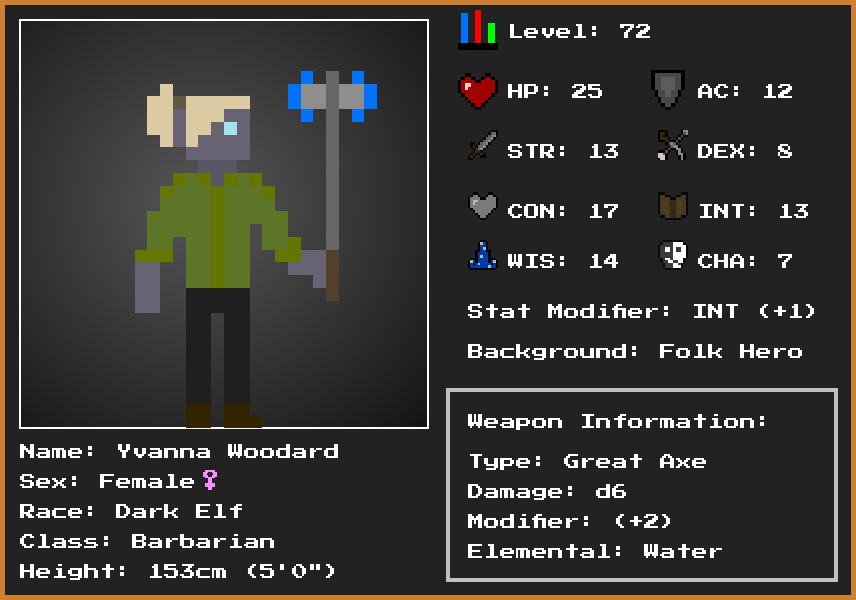 Level: 72
HP: 25 AC: 12
STR: 13 DEX: 8
CON: 17 INT: 13
WIS: 14 CHA: 7
Stat Modifier: INT (+1)
Background: Folk Hero
Weapon Information:
Type: Great Axe
Damage: d6
Modifier: (+2)
Elemental: Water
Name: Yvanna Woodard
Sex: Female♀
Race: Dark Elf
Class: Barbarian
Height: 153cm (5'0")